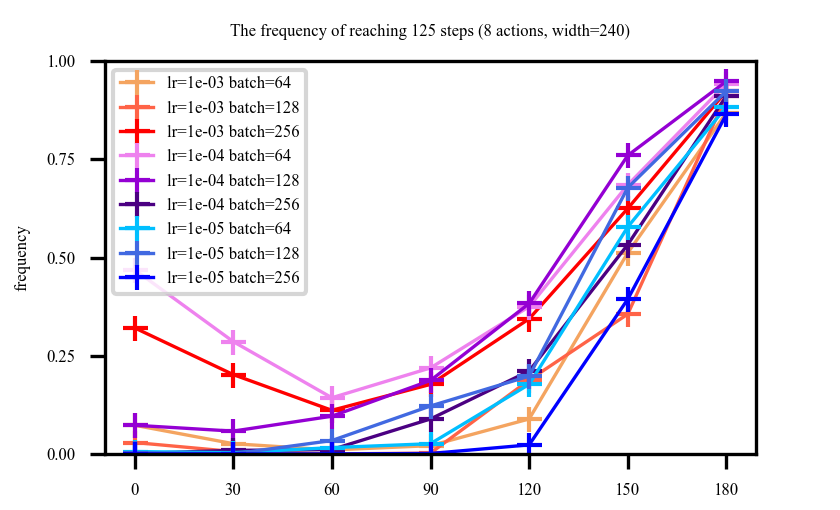 The frequency of reaching 125 steps (8 actions, width=240)
1.00
0.75
0.50
0.25
0.00
frequency
lr=1e-03 batch=64
lr=1e-03 batch=128
lr=1e-03 batch=256
lr=1e-04 batch=64
lr=1e-04 batch=128
lr=1e-04 batch=256
lr=1e-05 batch=64
lr=1e-05 batch=128
lr=1e-05 batch=256
0 30 60 90 120 150 180